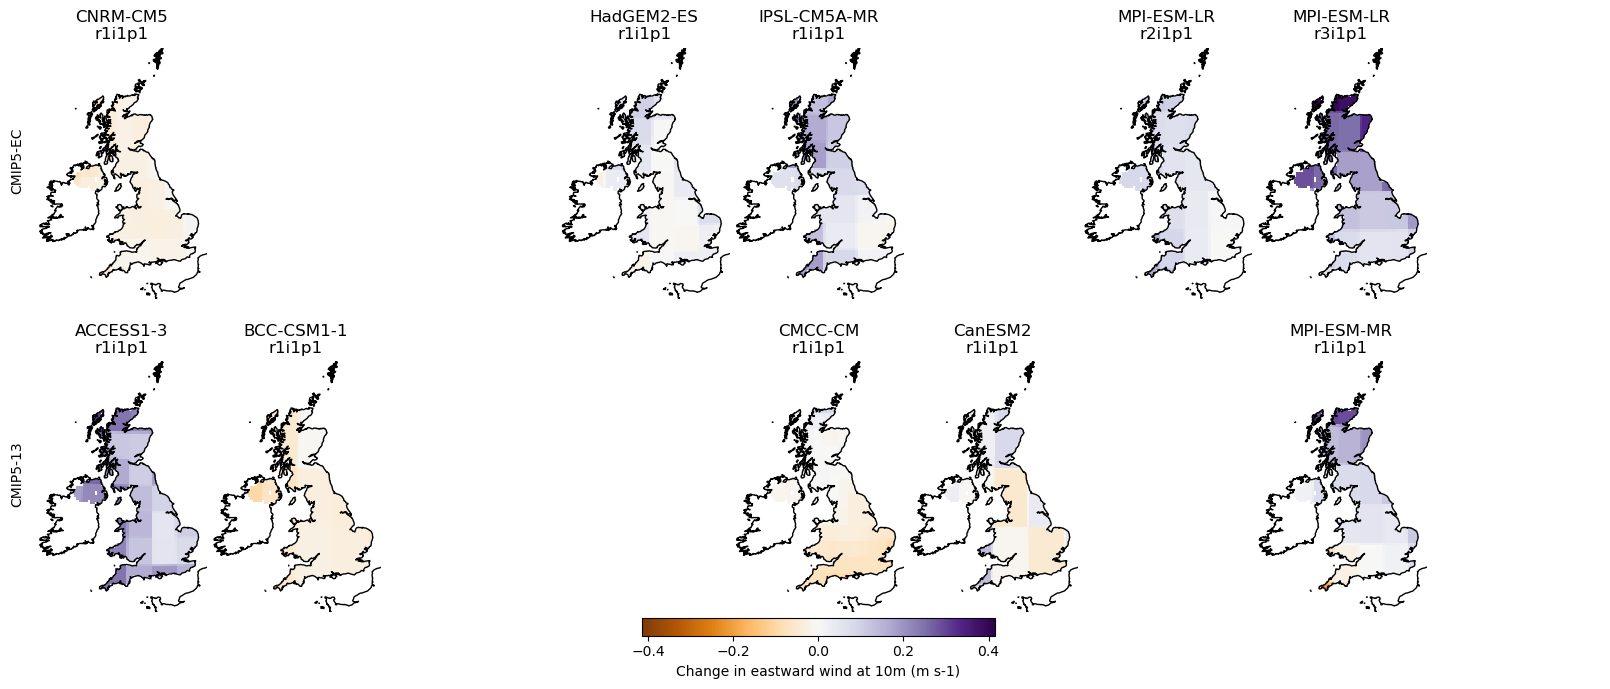 CNRM-CM5
r1i1p1
HadGEM2-ES
r1i1p1
IPSL-CM5A-MR
r1i1p1
MPI-ESM-LR
r2i1p1
MPI-ESM-LR
r3i1p1
CMIP5-EC
ACCESS1-3
r1i1p1
BCC-CSM1-1
r1i1p1
CMCC-CM
r1i1p1
CanESM2
r1i1p1
MPI-ESM-MR
r1i1p1
CMIP5-13
−0.4 −0.2 0.0 0.2 0.4
Change in eastward wind at 10m (m s-1)